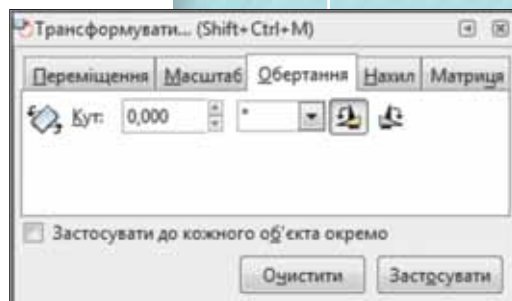 Трансформувати... (Shift+Ctrl+M)
Переміщення Масштаб Обертання Нахил Матриця
Кут: 0,000 °
Застосувати до кожного об'єкта окремо
Очистити Застосувати